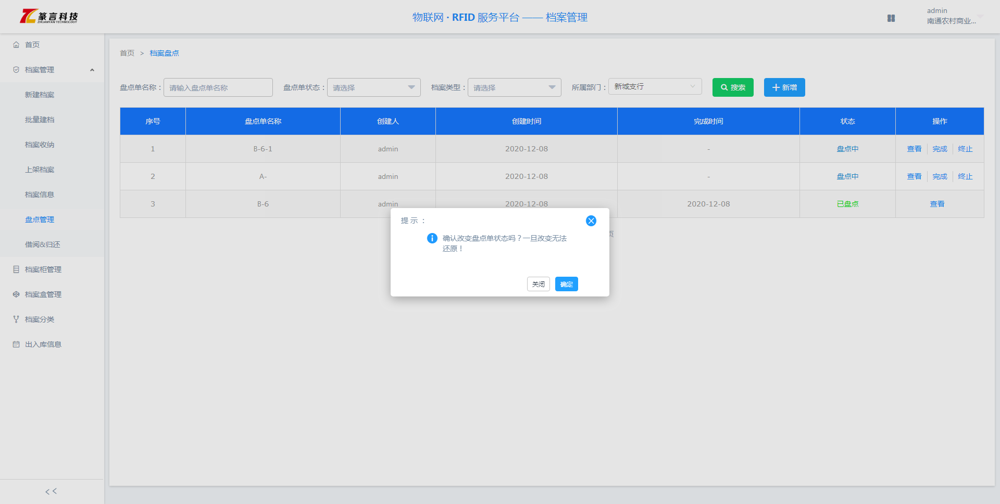 篆言科技
ZHUANYAN TECHNOLOGY
物联网 · RFID 服务平台 —— 档案管理
admin
南通农村商业...
首页
档案管理
新建档案
批量建档
档案收纳
上架档案
档案信息
盘点管理
借阅&归还
档案柜管理
档案盒管理
档案分类
出入库信息
<<
首页 > 档案盘点
盘点单名称： 请输入盘点单名称 盘点单状态： 请选择 档案类型： 请选择 所属部门： 新城支行 搜索 新增
序号 盘点单名称 创建人 创建时间 完成时间 状态 操作
1 B-6-1 admin 2020-12-08 - 盘点中 查看 完成 终止
2 A- admin 2020-12-08 - 盘点中 查看 完成 终止
3 B-6 admin 2020-12-08 2020-12-08 已盘点 查看
页
提 示 ：
确认改变盘点单状态吗？一旦改变无法
还原！
关闭 确定